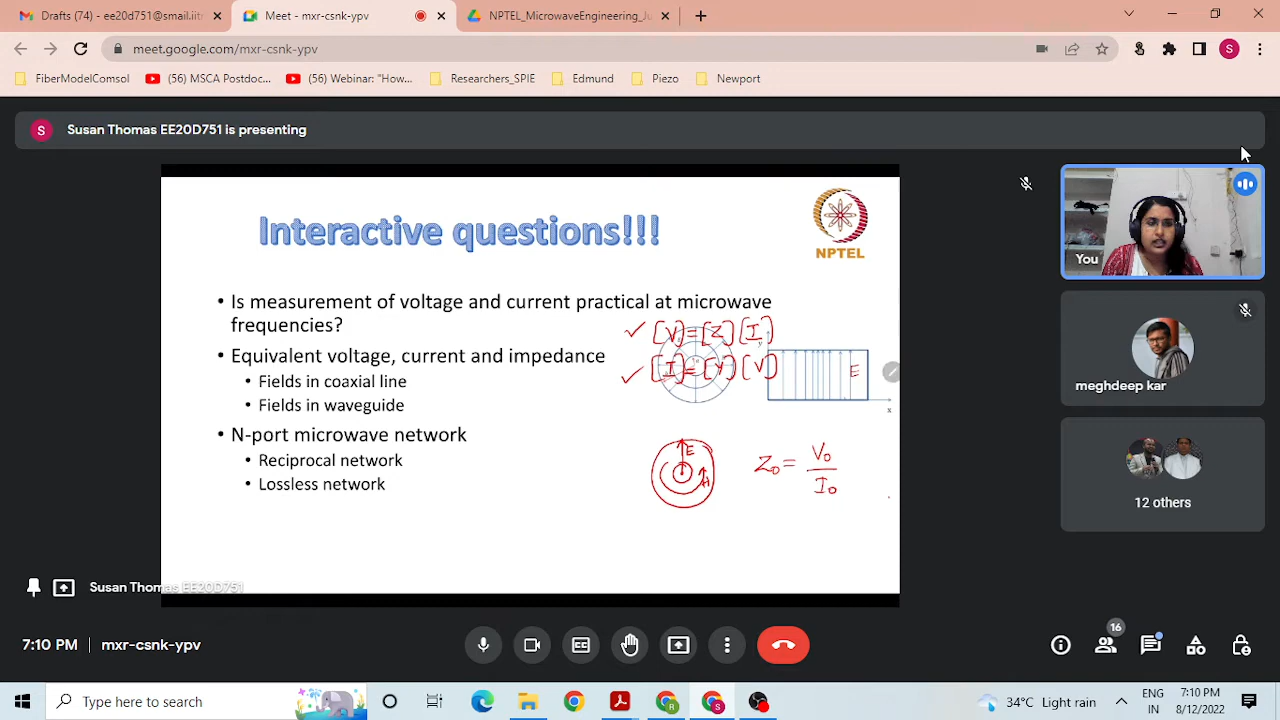 Drafts (74) - ee20d751@smail.iitm
Meet - mxr-csnk-ypv
NPTEL_MicrowaveEngineering_Ju
meet.google.com/mxr-csnk-ypv
FiberModelComsol
(56) MSCA Postdoc...
(56) Webinar: "How...
Researchers_SPIE
Edmund
Piezo
Newport
S
Susan Thomas EE20D751 is presenting
Interactive questions!!!
NPTEL
• Is measurement of voltage and current practical at microwave
frequencies?
✓ [V] = [Z] [I]
• Equivalent voltage, current and impedance
✓ [I] = [Y] [V]
E
y
x
• Fields in coaxial line
• Fields in waveguide
• N-port microwave network
• Reciprocal network
• Lossless network
E
H
Z₀ = V₀ / I₀
You
meghdeep kar
12 others
Susan Thomas EE20D751
7:10 PM | mxr-csnk-ypv
CC
16
Type here to search
R
S
34°C Light rain
ENG
IN
7:10 PM
8/12/2022